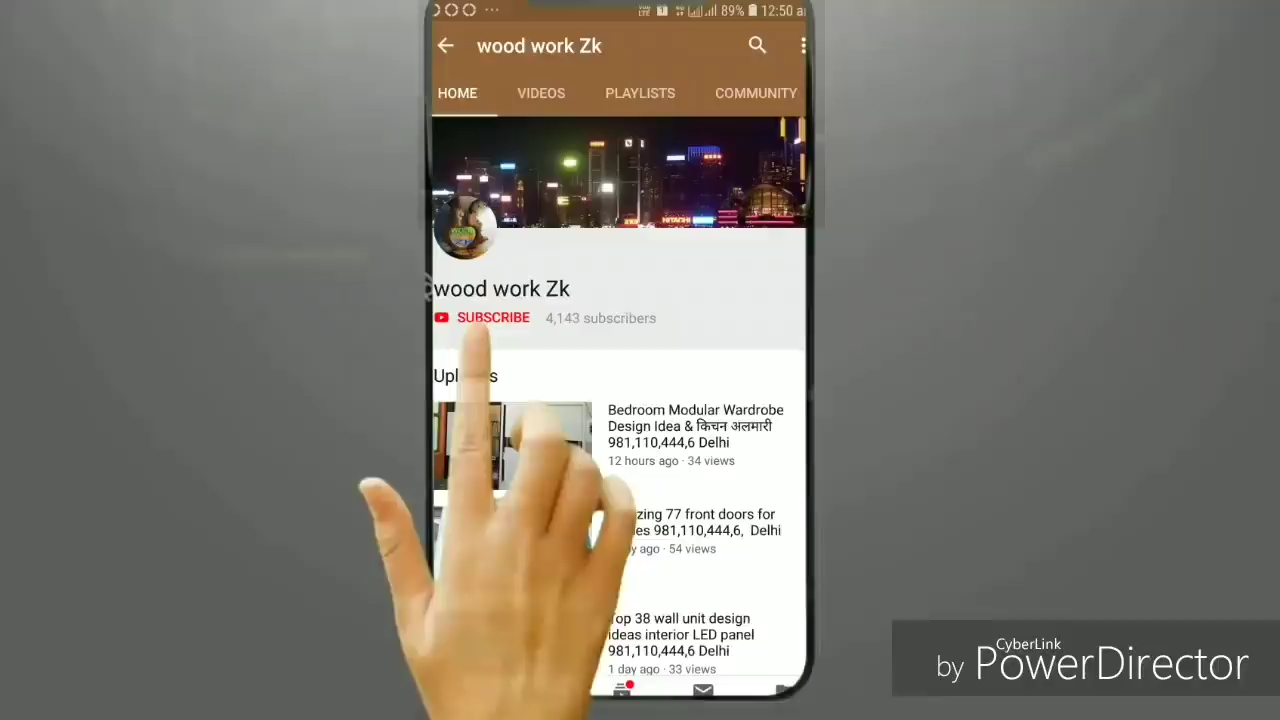 89% 12:50 a
wood work Zk
HOME VIDEOS PLAYLISTS COMMUNITY
HITACHI
wood work Zk
SUBSCRIBE 4,143 subscribers
Bedroom Modular Wardrobe
Design Idea & किचन अलमारी
981,110,444,6 Delhi
12 hours ago · 34 views
zing 77 front doors for
es 981,110,444,6, Delhi
y ago · 54 views
op 38 wall unit design
ideas interior LED panel
981,110,444,6 Delhi
1 day ago · 33 views
by CyberLink PowerDirector